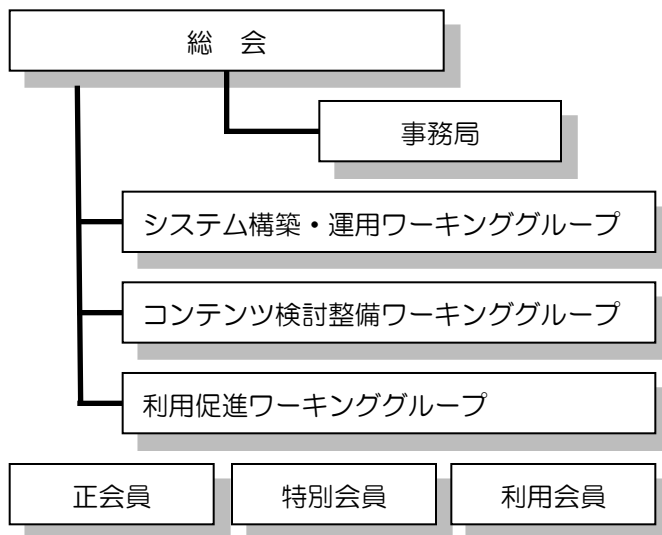 総　会
事務局
システム構築・運用ワーキンググループ
コンテンツ検討整備ワーキンググループ
利用促進ワーキンググループ
正会員
特別会員
利用会員